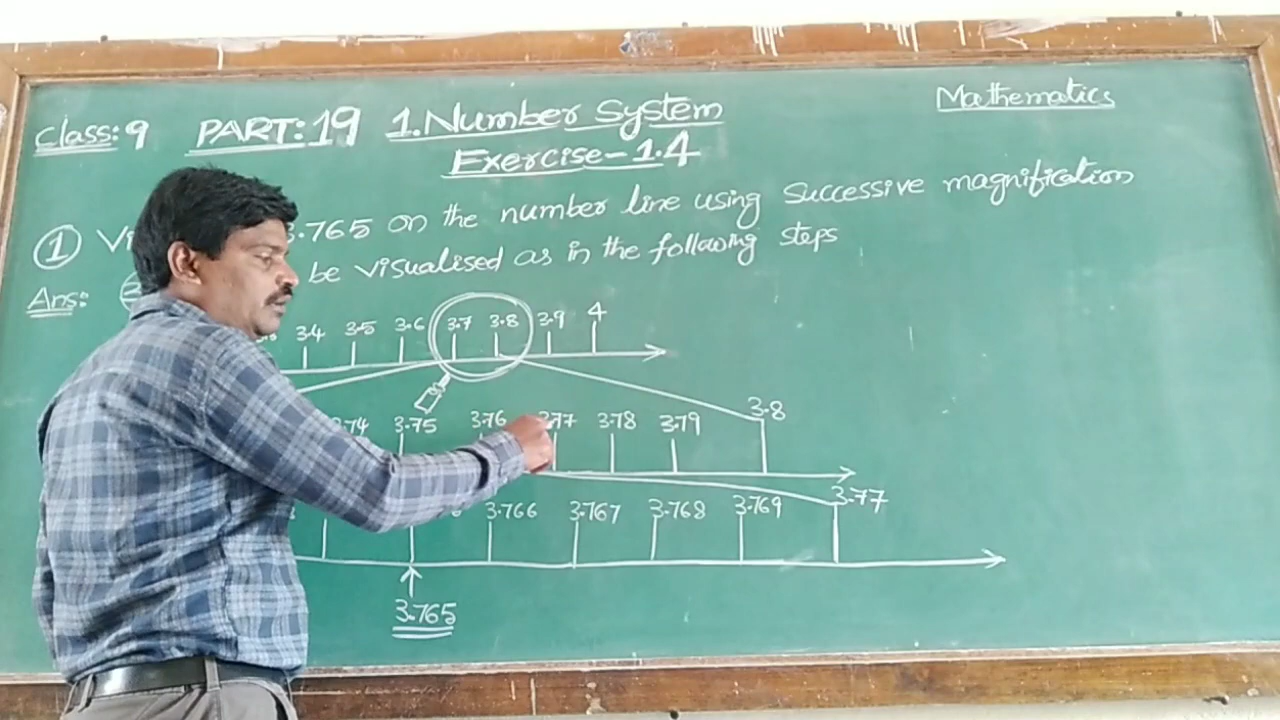 Class: 9 PART: 19 1. Number System Mathematics
Exercise - 1.4
1 .765 on the number line using successive magnification
Ans: be visualised as in the following steps
3.4 3.5 3.6 3.7 3.8 3.9 4
3.75 3.76 3.77 3.78 3.79 3.8
3.766 3.767 3.768 3.769 3.77
3.765